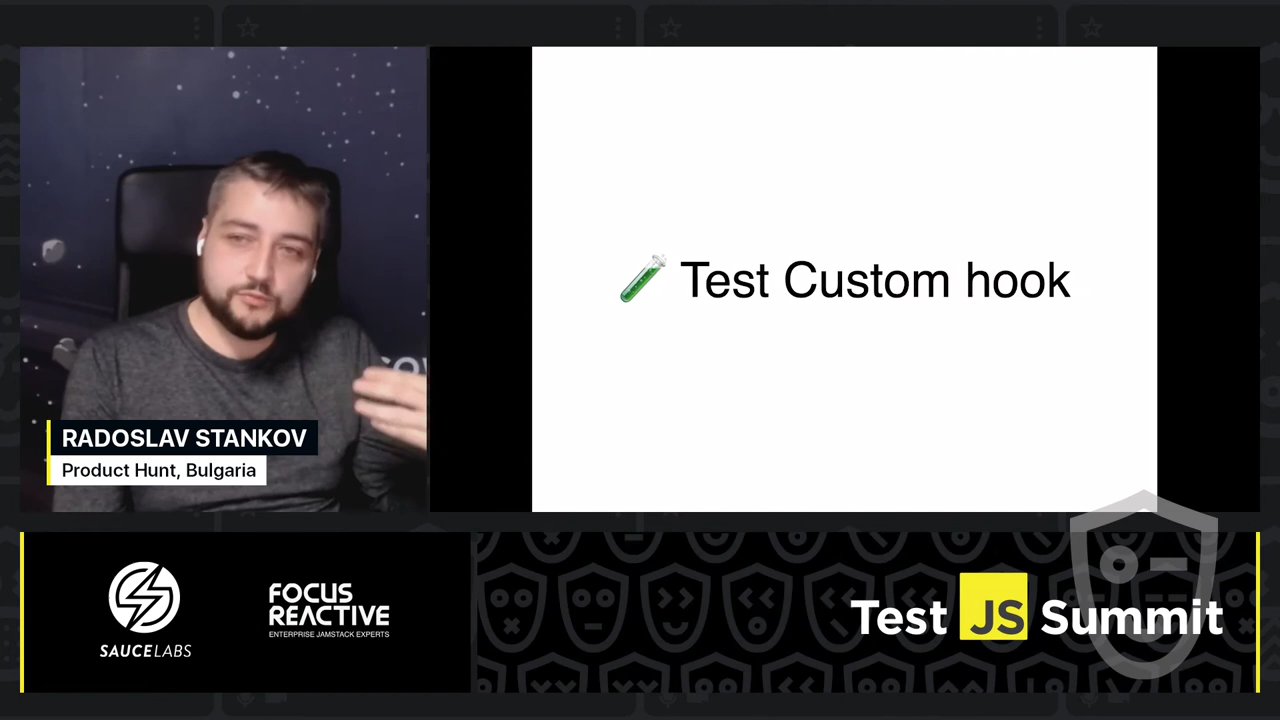 Test Custom hook
RADOSLAV STANKOV
Product Hunt, Bulgaria
SAUCELABS
FOCUS
REACTIVE
ENTERPRISE JAMSTACK EXPERTS
Test JS Summit